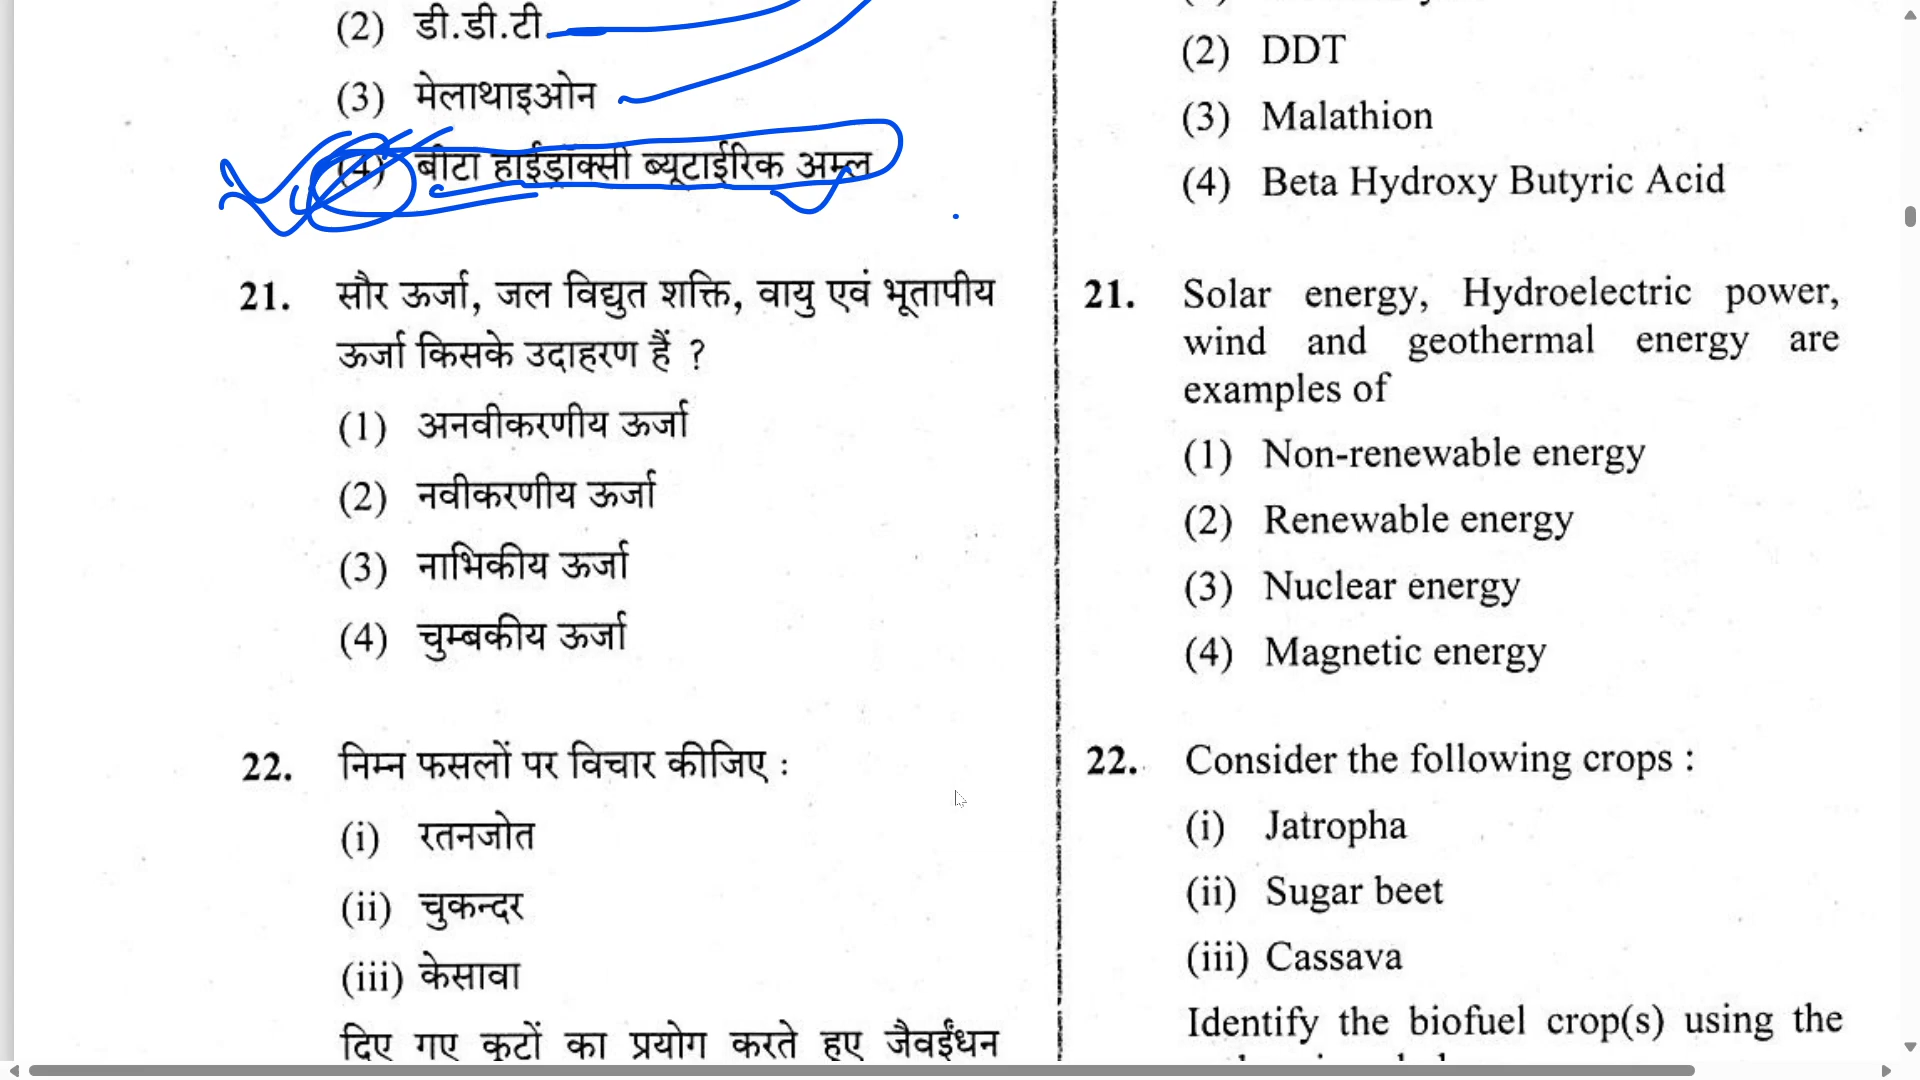 (2) डी.डी.टी
(3) मेलाथाइओन
(4) बीटा हाईड्राक्सी ब्यूटाईरिक अम्ल
21. सौर ऊर्जा, जल विद्युत शक्ति, वायु एवं भूतापीय
ऊर्जा किसके उदाहरण हैं ?
(1) अनवीकरणीय ऊर्जा
(2) नवीकरणीय ऊर्जा
(3) नाभिकीय ऊर्जा
(4) चुम्बकीय ऊर्जा
22. निम्न फसलों पर विचार कीजिए :
(i) रतनजोत
(ii) चुकन्दर
(iii) केसावा
दिए गए कूटों का प्रयोग करते हुए जैवईंधन
(2) DDT
(3) Malathion
(4) Beta Hydroxy Butyric Acid
21. Solar energy, Hydroelectric power,
wind and geothermal energy are
examples of
(1) Non-renewable energy
(2) Renewable energy
(3) Nuclear energy
(4) Magnetic energy
22. Consider the following crops :
(i) Jatropha
(ii) Sugar beet
(iii) Cassava
Identify the biofuel crop(s) using the